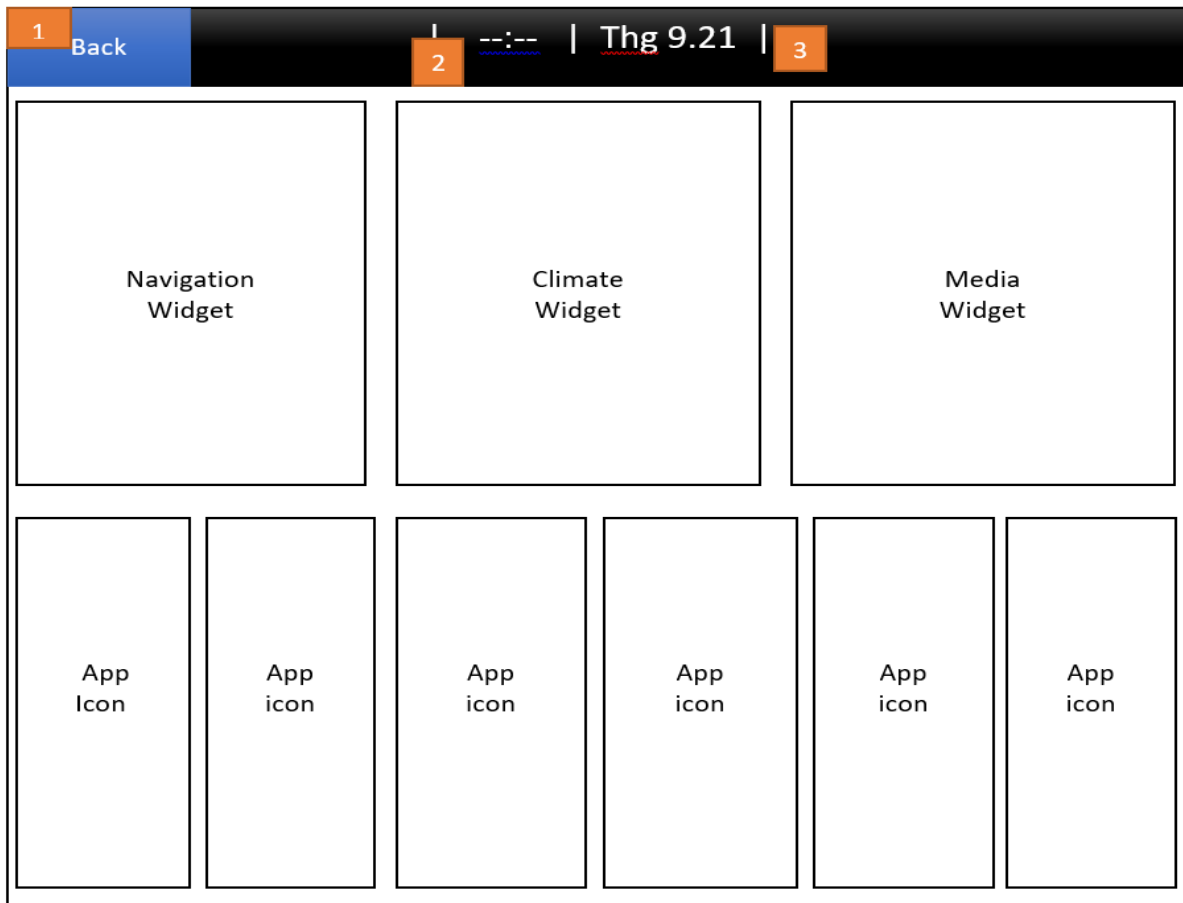 1
Back
| --:-- | Thg 9.21 |
2
3
Navigation
Widget
Climate
Widget
Media
Widget
App
Icon
App
icon
App
icon
App
icon
App
icon
App
icon